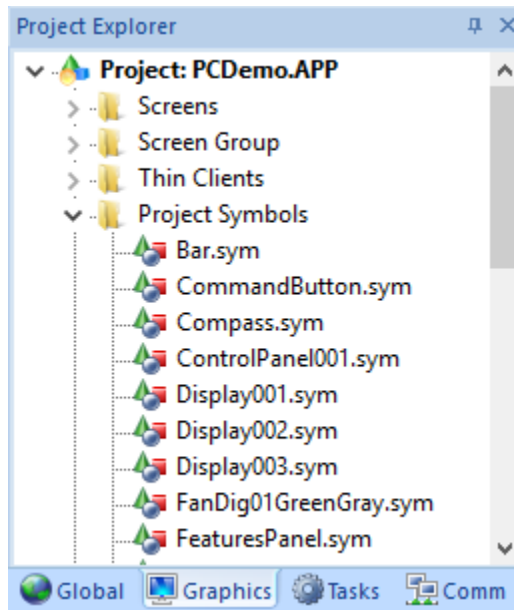 Project Explorer
Project: PCDemo.APP
Screens
Screen Group
Thin Clients
Project Symbols
Bar.sym
CommandButton.sym
Compass.sym
ControlPanel001.sym
Display001.sym
Display002.sym
Display003.sym
FanDig01GreenGray.sym
FeaturesPanel.sym
Global Graphics Tasks Comm